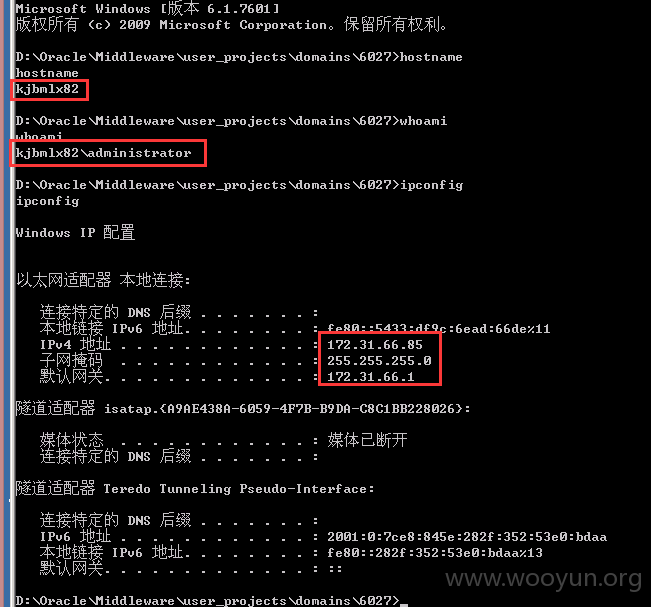 Microsoft Windows [版本 6.1.7601]
版权所有 (c) 2009 Microsoft Corporation。保留所有权利。
D:\Oracle\Middleware\user_projects\domains\6027>hostname
hostname
kjbmlx82
D:\Oracle\Middleware\user_projects\domains\6027>whoami
whoami
kjbmlx82\administrator
D:\Oracle\Middleware\user_projects\domains\6027>ipconfig
ipconfig
Windows IP 配置
以太网适配器 本地连接:
连接特定的 DNS 后缀 . . . . . . . :
本地链接 IPv6 地址. . . . . . . . : fe80::5433:df9c:6ead:66de%11
IPv4 地址 . . . . . . . . . . . . : 172.31.66.85
子网掩码 . . . . . . . . . . . . : 255.255.255.0
默认网关. . . . . . . . . . . . . : 172.31.66.1
隧道适配器 isatap.{A9AE438A-6059-4F7B-B9DA-C8C1BB228026}:
媒体状态 . . . . . . . . . . . . : 媒体已断开
连接特定的 DNS 后缀 . . . . . . . :
隧道适配器 Teredo Tunneling Pseudo-Interface:
连接特定的 DNS 后缀 . . . . . . . :
IPv6 地址 . . . . . . . . . . . . : 2001:0:7ce8:845e:282f:352:53e0:bdaa
本地链接 IPv6 地址. . . . . . . . : fe80::282f:352:53e0:bdaa%13
默认网关. . . . . . . . . . . . . : ::
D:\Oracle\Middleware\user_projects\domains\6027>
www.wooyun.org